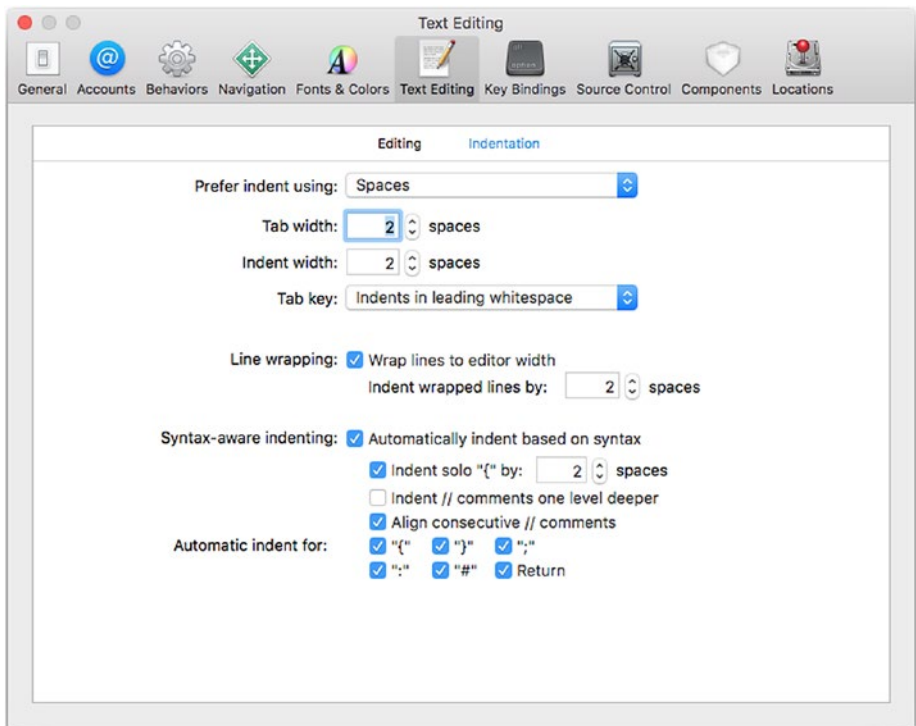 Text Editing
General Accounts Behaviors Navigation Fonts & Colors Text Editing Key Bindings Source Control Components Locations
Editing Indentation
Prefer indent using: Spaces
Tab width: 2 spaces
Indent width: 2 spaces
Tab key: Indents in leading whitespace
Line wrapping: Wrap lines to editor width
Indent wrapped lines by: 2 spaces
Syntax-aware indenting: Automatically indent based on syntax
Indent solo "{" by: 2 spaces
Indent // comments one level deeper
Align consecutive // comments
Automatic indent for: "{" "}" ";"
":" "#" Return